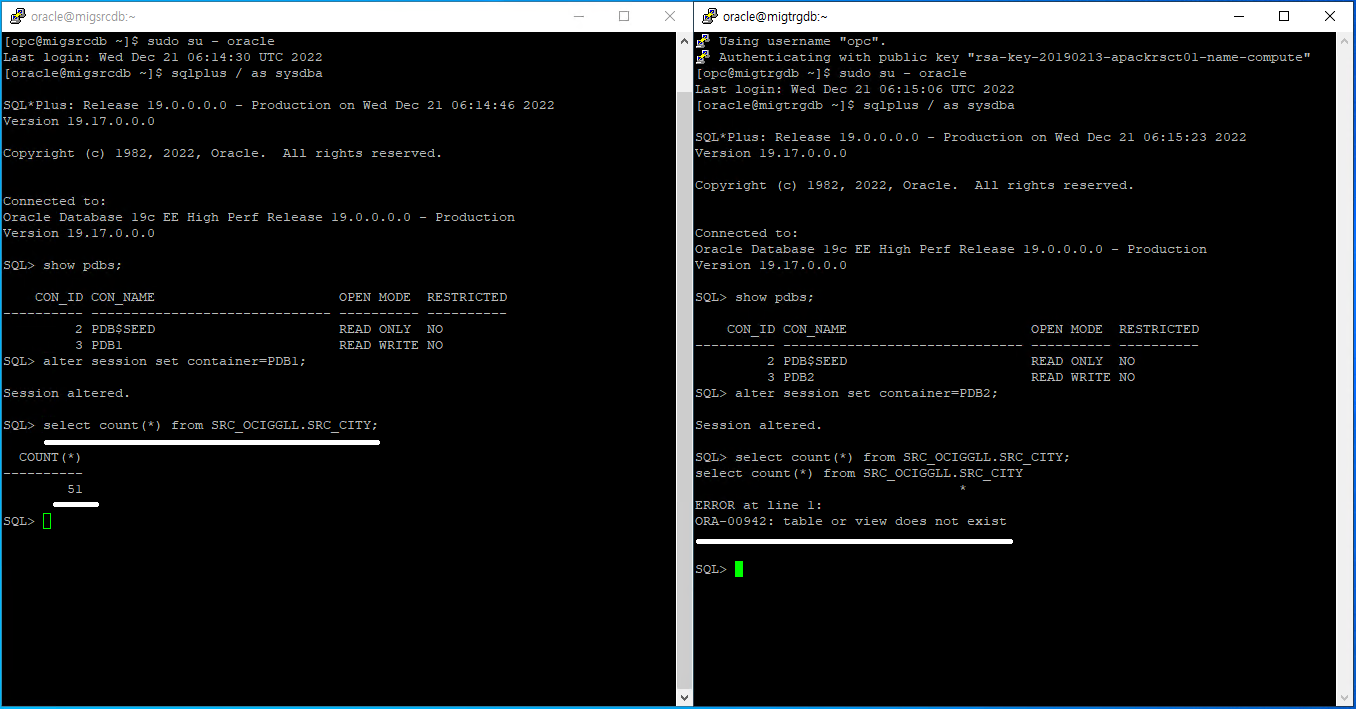 oracle@migsrcdb:~
[opc@migsrcdb ~]$ sudo su - oracle
Last login: Wed Dec 21 06:14:30 UTC 2022
[oracle@migsrcdb ~]$ sqlplus / as sysdba
SQL*Plus: Release 19.0.0.0.0 - Production on Wed Dec 21 06:14:46 2022
Version 19.17.0.0.0
Copyright (c) 1982, 2022, Oracle.  All rights reserved.
Connected to:
Oracle Database 19c EE High Perf Release 19.0.0.0.0 - Production
Version 19.17.0.0.0
SQL> show pdbs;
    CON_ID CON_NAME                       OPEN MODE  RESTRICTED
---------- ------------------------------ ---------- ----------
         2 PDB$SEED                       READ ONLY  NO
         3 PDB1                           READ WRITE NO
SQL> alter session set container=PDB1;
Session altered.
SQL> select count(*) from SRC_OCIGGLL.SRC_CITY;
  COUNT(*)
----------
        51
SQL>
oracle@migtrgdb:~
Using username "opc".
Authenticating with public key "rsa-key-20190213-apackrsct01-name-compute"
[opc@migtrgdb ~]$ sudo su - oracle
Last login: Wed Dec 21 06:15:06 UTC 2022
[oracle@migtrgdb ~]$ sqlplus / as sysdba
SQL*Plus: Release 19.0.0.0.0 - Production on Wed Dec 21 06:15:23 2022
Version 19.17.0.0.0
Copyright (c) 1982, 2022, Oracle.  All rights reserved.
Connected to:
Oracle Database 19c EE High Perf Release 19.0.0.0.0 - Production
Version 19.17.0.0.0
SQL> show pdbs;
    CON_ID CON_NAME                       OPEN MODE  RESTRICTED
---------- ------------------------------ ---------- ----------
         2 PDB$SEED                       READ ONLY  NO
         3 PDB2                           READ WRITE NO
SQL> alter session set container=PDB2;
Session altered.
SQL> select count(*) from SRC_OCIGGLL.SRC_CITY;
select count(*) from SRC_OCIGGLL.SRC_CITY
                                 *
ERROR at line 1:
ORA-00942: table or view does not exist
SQL>